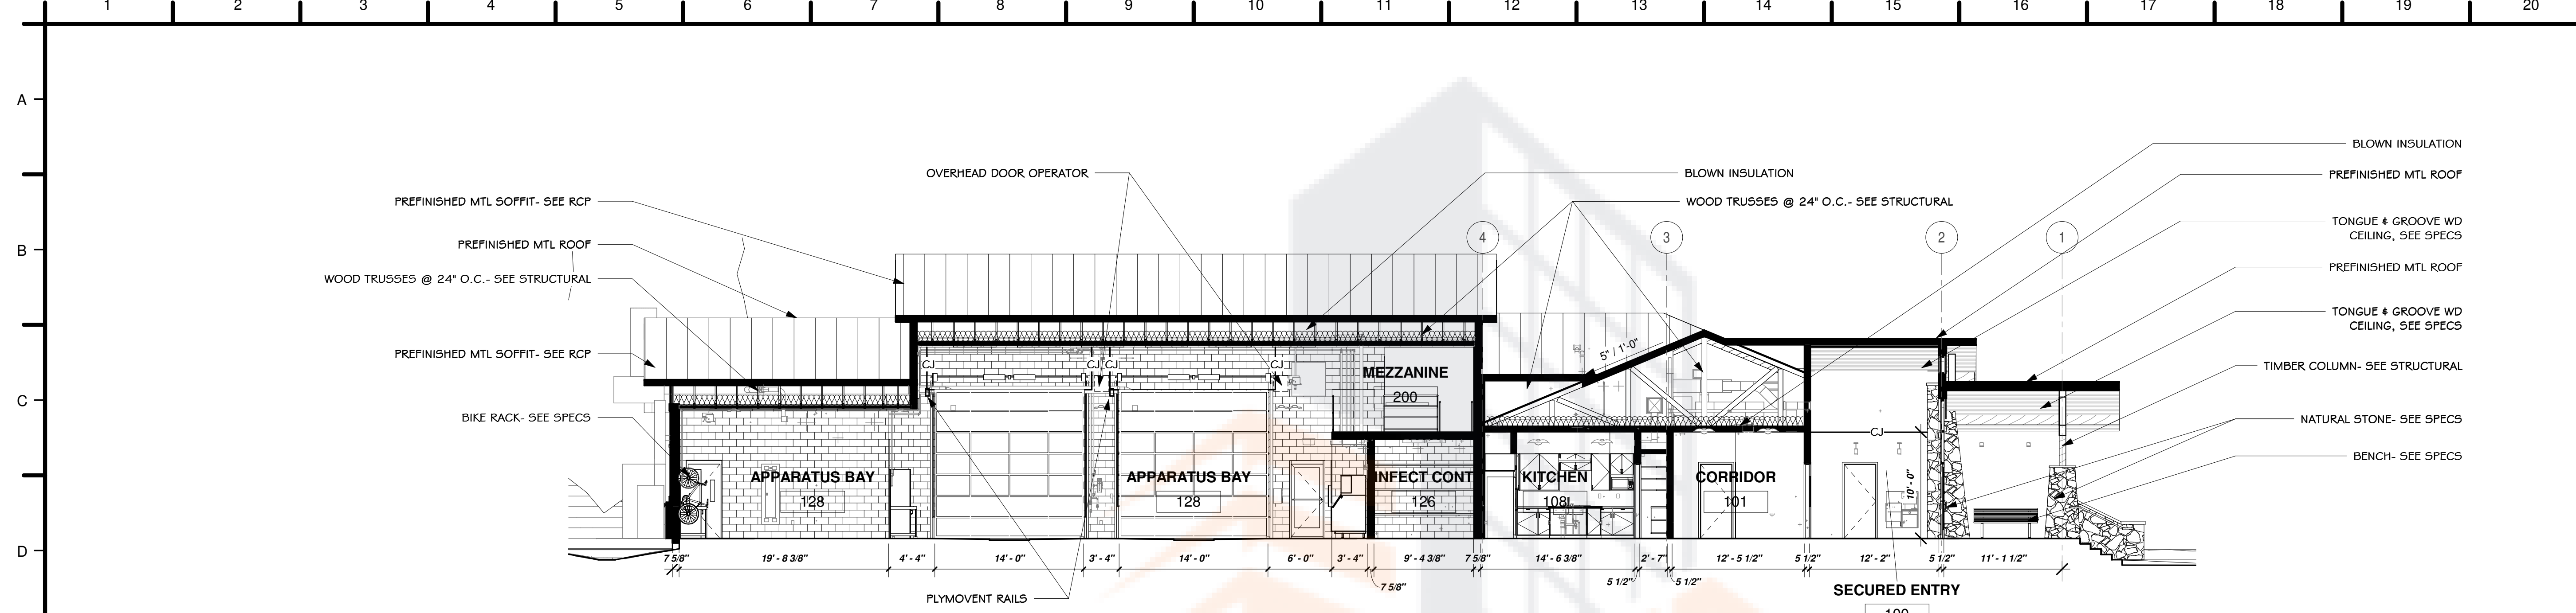 1 2 3 4 5 6 7 8 9 10 11 12 13 14 15 16 17 18 19 20
A
BLOWN INSULATION
OVERHEAD DOOR OPERATOR
BLOWN INSULATION
PREFINISHED MTL ROOF
PREFINISHED MTL SOFFIT- SEE RCP
WOOD TRUSSES @ 24" O.C.- SEE STRUCTURAL
TONGUE & GROOVE WD
CEILING, SEE SPECS
4 3 2 1
B
PREFINISHED MTL ROOF
PREFINISHED MTL ROOF
WOOD TRUSSES @ 24" O.C.- SEE STRUCTURAL
TONGUE & GROOVE WD
CEILING, SEE SPECS
5" / 1'-0"
PREFINISHED MTL SOFFIT- SEE RCP
CJ CJ CJ CJ
TIMBER COLUMN- SEE STRUCTURAL
MEZZANINE
200
C
BIKE RACK- SEE SPECS
NATURAL STONE- SEE SPECS
CJ
BENCH- SEE SPECS
APPARATUS BAY
128
APPARATUS BAY
128
INFECT CONT
126
KITCHEN
108
CORRIDOR
101
10' - 0"
D
7 5/8" 19' - 8 3/8" 4' - 4" 14' - 0" 3' - 4" 14' - 0" 6' - 0" 3' - 4" 9' - 4 3/8" 7 5/8" 14' - 6 3/8" 2' - 7" 12' - 5 1/2" 5 1/2" 12' - 2" 5 1/2" 11' - 1 1/2"
7 5/8" 5 1/2" 5 1/2"
PLYMOVENT RAILS
SECURED ENTRY
100